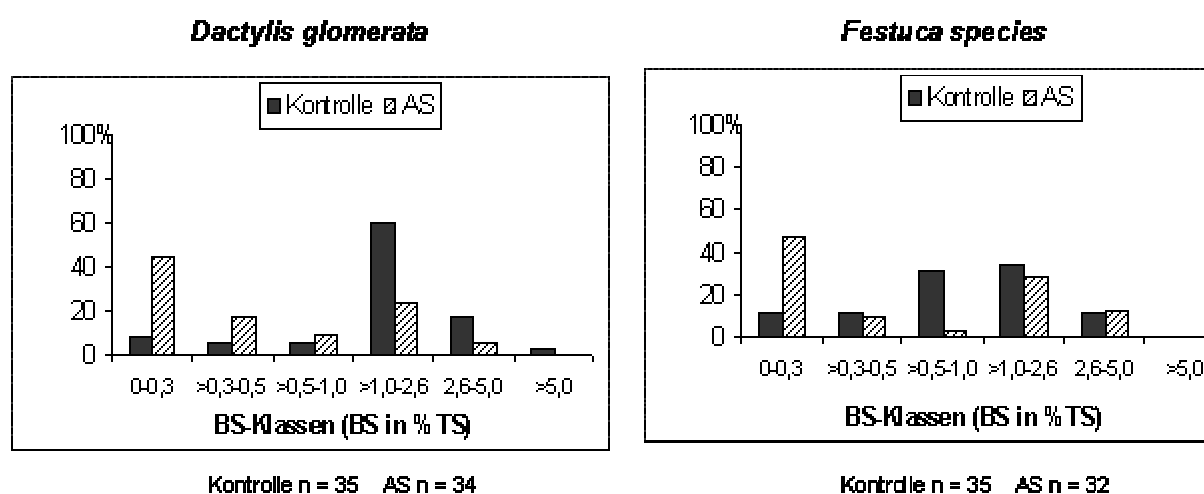 Dactylis glomerata
Kontrolle AS
100%
80
60
40
20
0
0-0,3 >0,3-0,5 >0,5-1,0 >1,0-2,6 2,6-5,0 >5,0
BS-Klassen (BS in % TS)
Kontrolle n = 35 AS n = 34
Festuca species
Kontrolle AS
100%
80
60
40
20
0
0-0,3 >0,3-0,5 >0,5-1,0 >1,0-2,6 2,6-5,0 >5,0
BS-Klassen (BS in % TS)
Kontrolle n = 35 AS n = 32